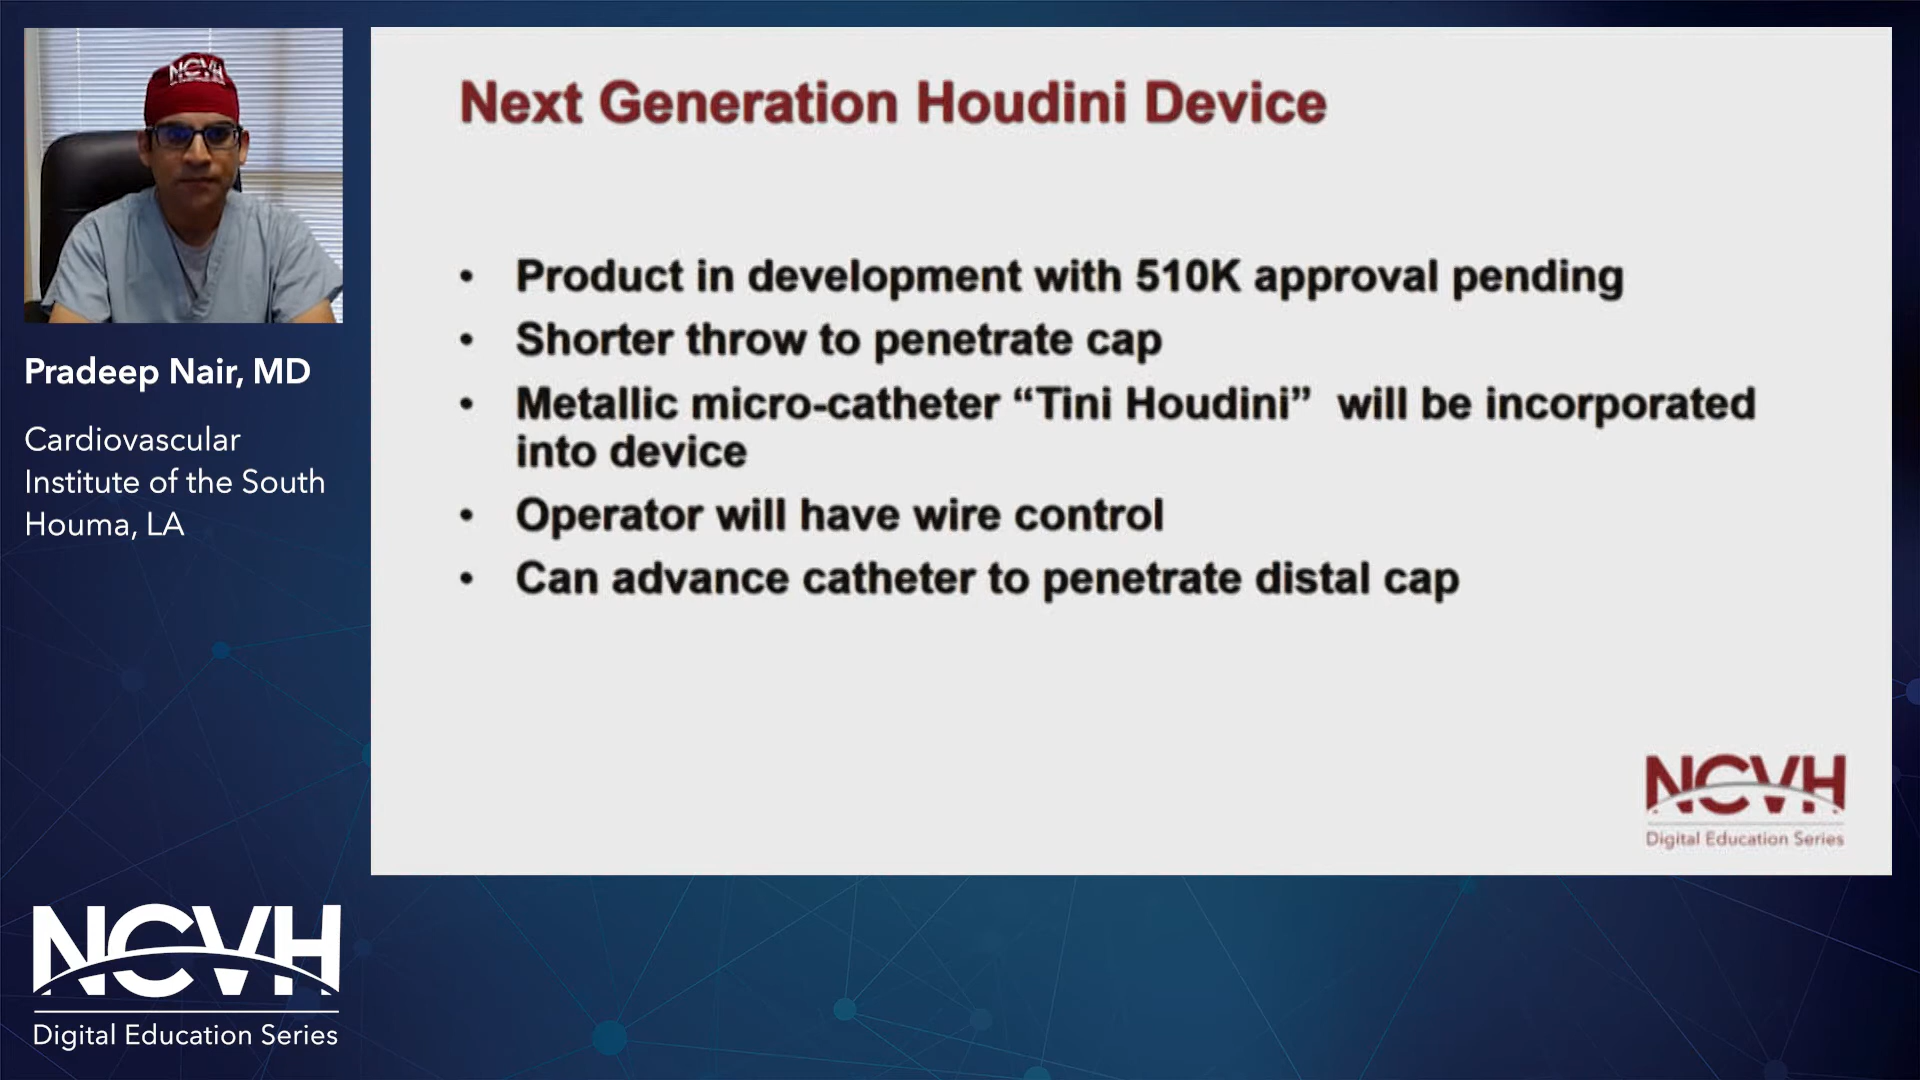 NCVH
Pradeep Nair, MD
Cardiovascular
Institute of the South
Houma, LA
Next Generation Houdini Device
• Product in development with 510K approval pending
• Shorter throw to penetrate cap
• Metallic micro-catheter “Tini Houdini” will be incorporated
into device
• Operator will have wire control
• Can advance catheter to penetrate distal cap
NCVH
Digital Education Series
NCVH
Digital Education Series